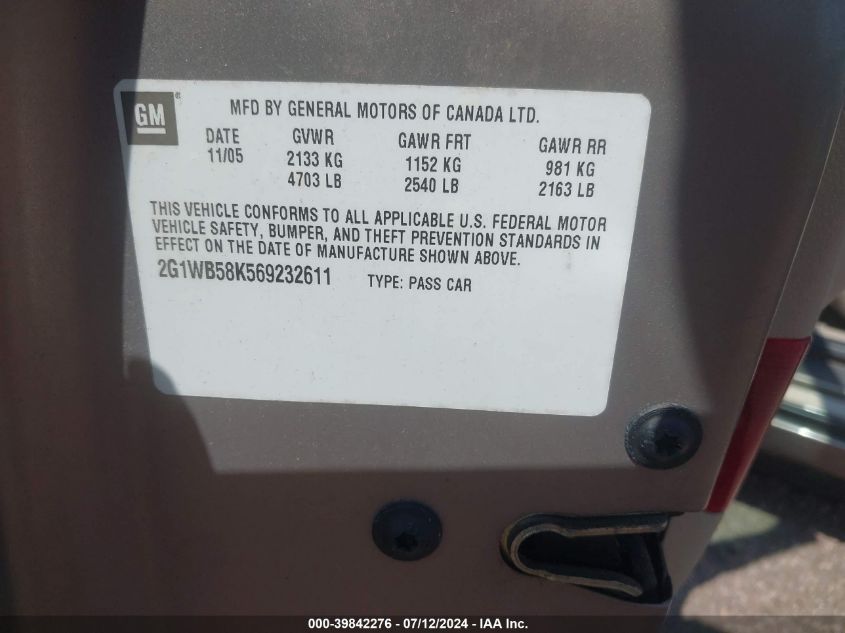 GM
MFD BY GENERAL MOTORS OF CANADA LTD.
DATE GVWR GAWR FRT GAWR RR
11/05 2133 KG 1152 KG 981 KG
4703 LB 2540 LB 2163 LB
THIS VEHICLE CONFORMS TO ALL APPLICABLE U.S. FEDERAL MOTOR
VEHICLE SAFETY, BUMPER, AND THEFT PREVENTION STANDARDS IN
EFFECT ON THE DATE OF MANUFACTURE SHOWN ABOVE.
2G1WB58K569232611 TYPE: PASS CAR
000-39842276 - 07/12/2024 - IAA Inc.